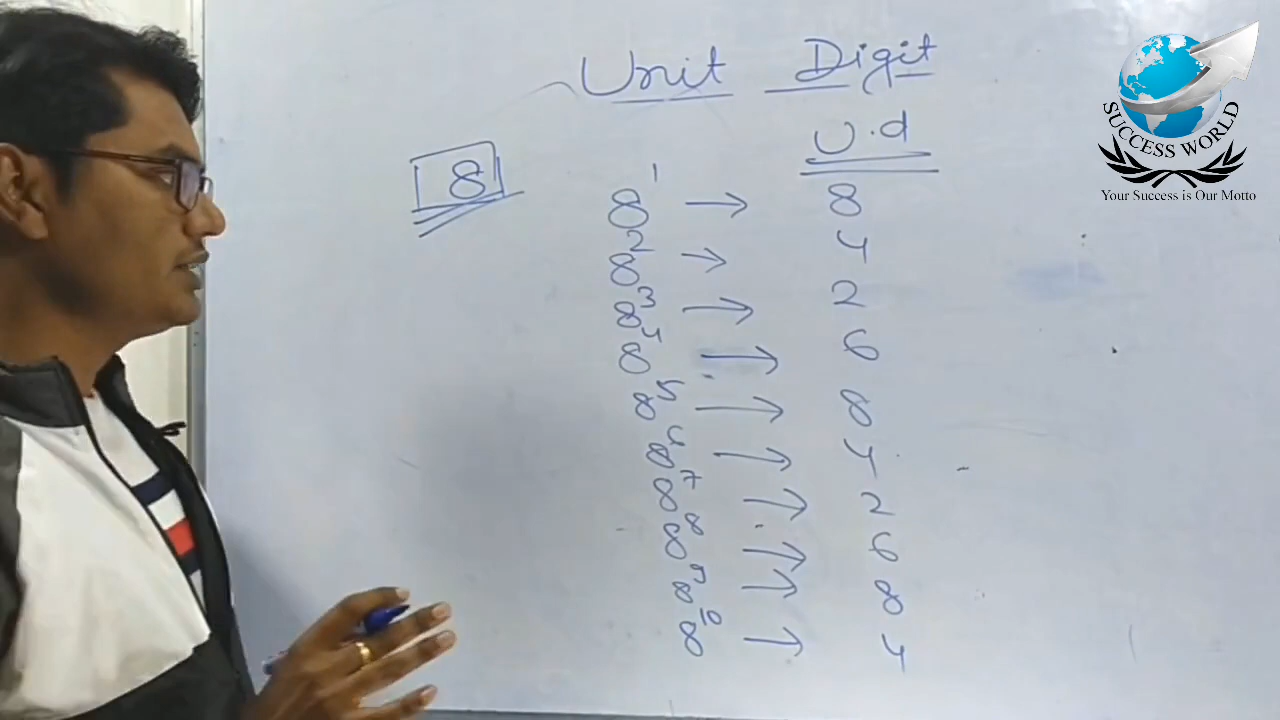 Unit Digit
U.d
8
8¹ → 8
8² → 4
8³ → 2
8⁴ → 6
8⁵ → 8
8⁶ → 4
8⁷ → 2
8⁸ → 6
8⁹ → 8
8¹⁰ → 4
SUCCESS WORLD
Your Success is Our Motto